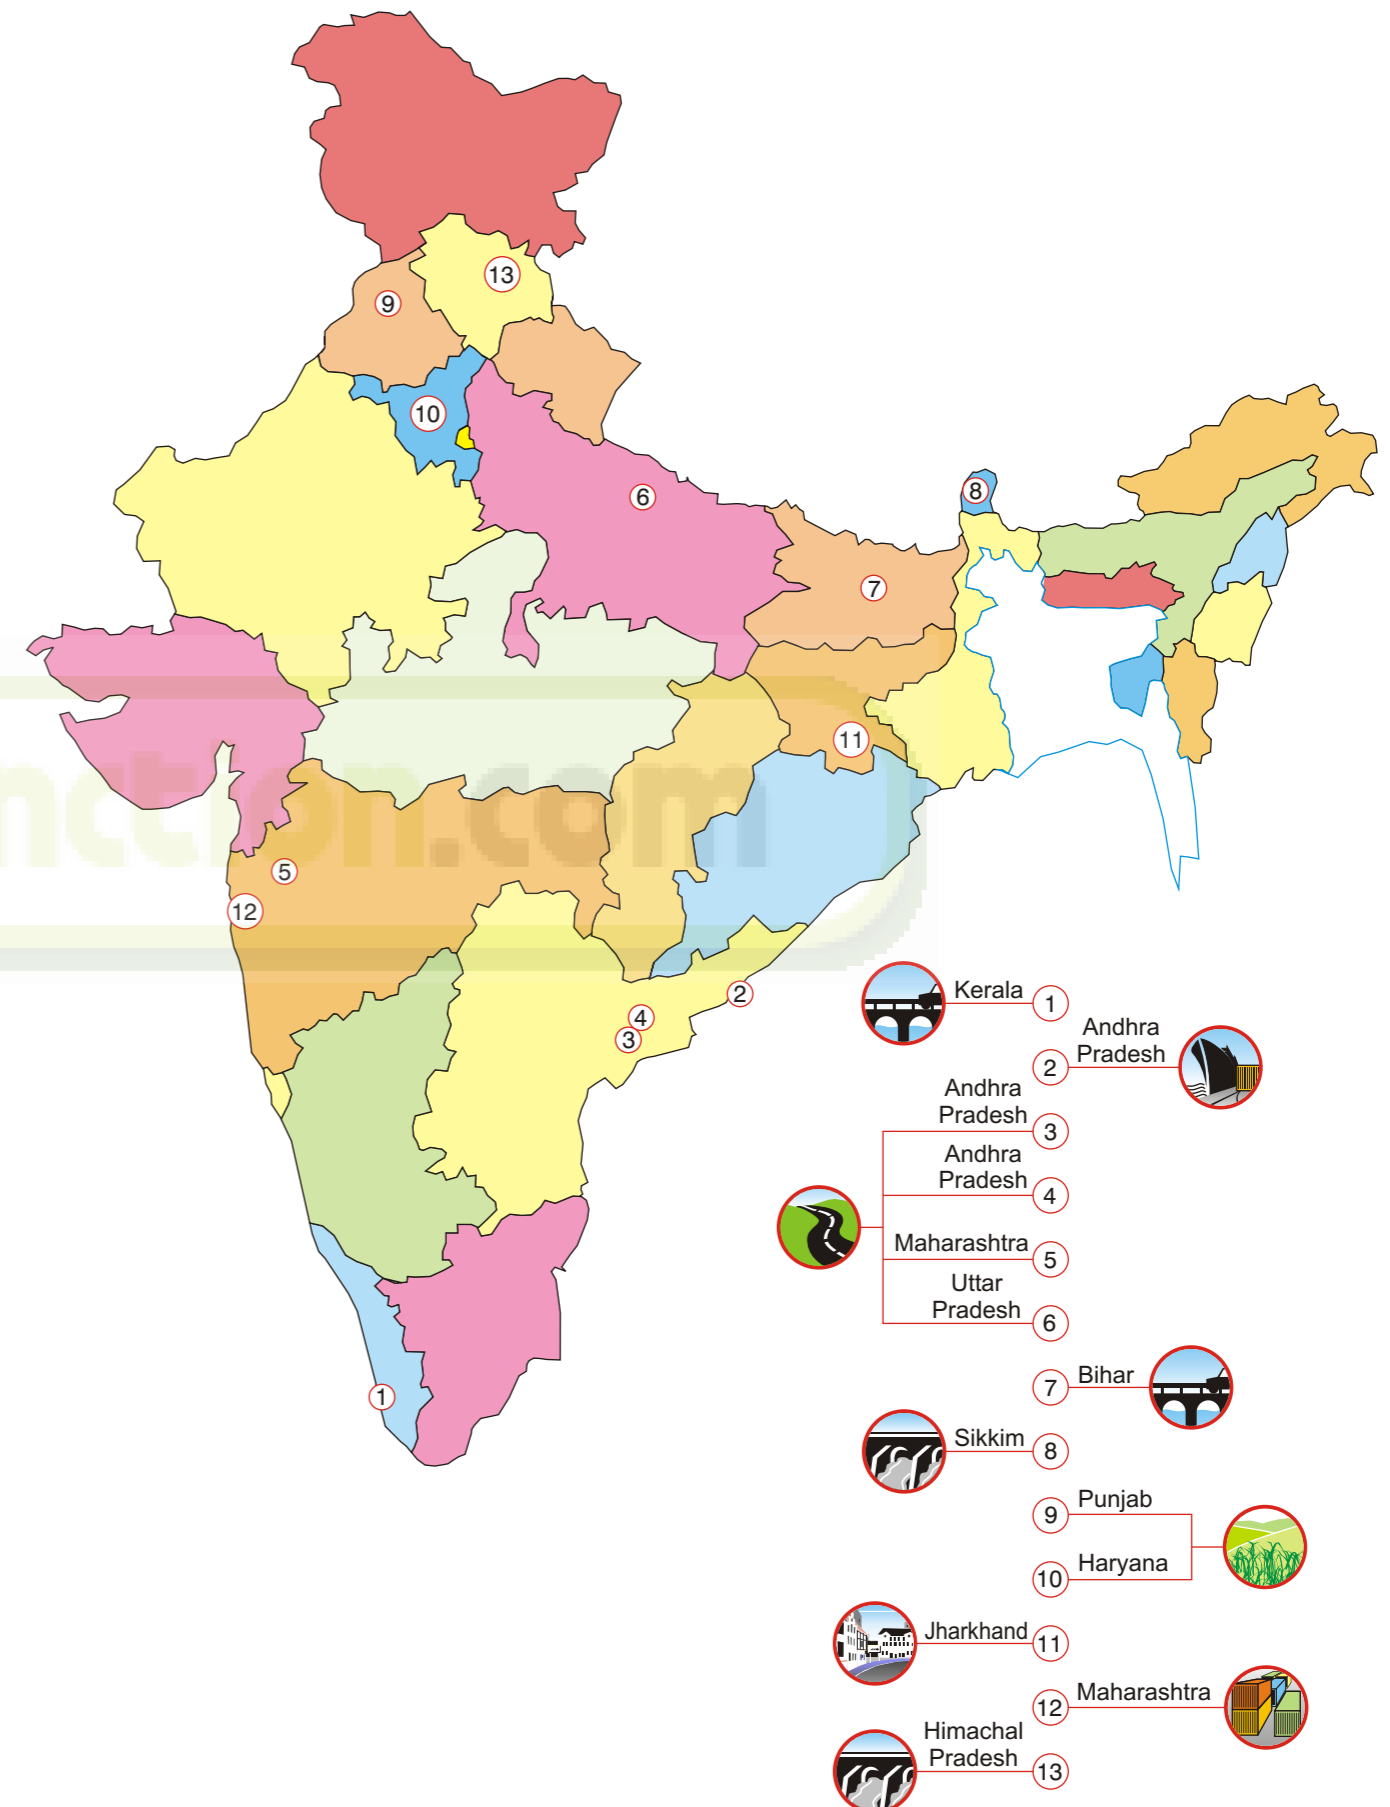 13
9
10
6
8
7
11
5
12
2
4
3
1
nction.com
Kerala 1
Andhra
2 Pradesh
Andhra
Pradesh 3
Andhra
Pradesh 4
Maharashtra 5
Uttar
Pradesh 6
7 Bihar
Sikkim 8
9 Punjab
10 Haryana
Jharkhand 11
12 Maharashtra
Himachal
Pradesh 13